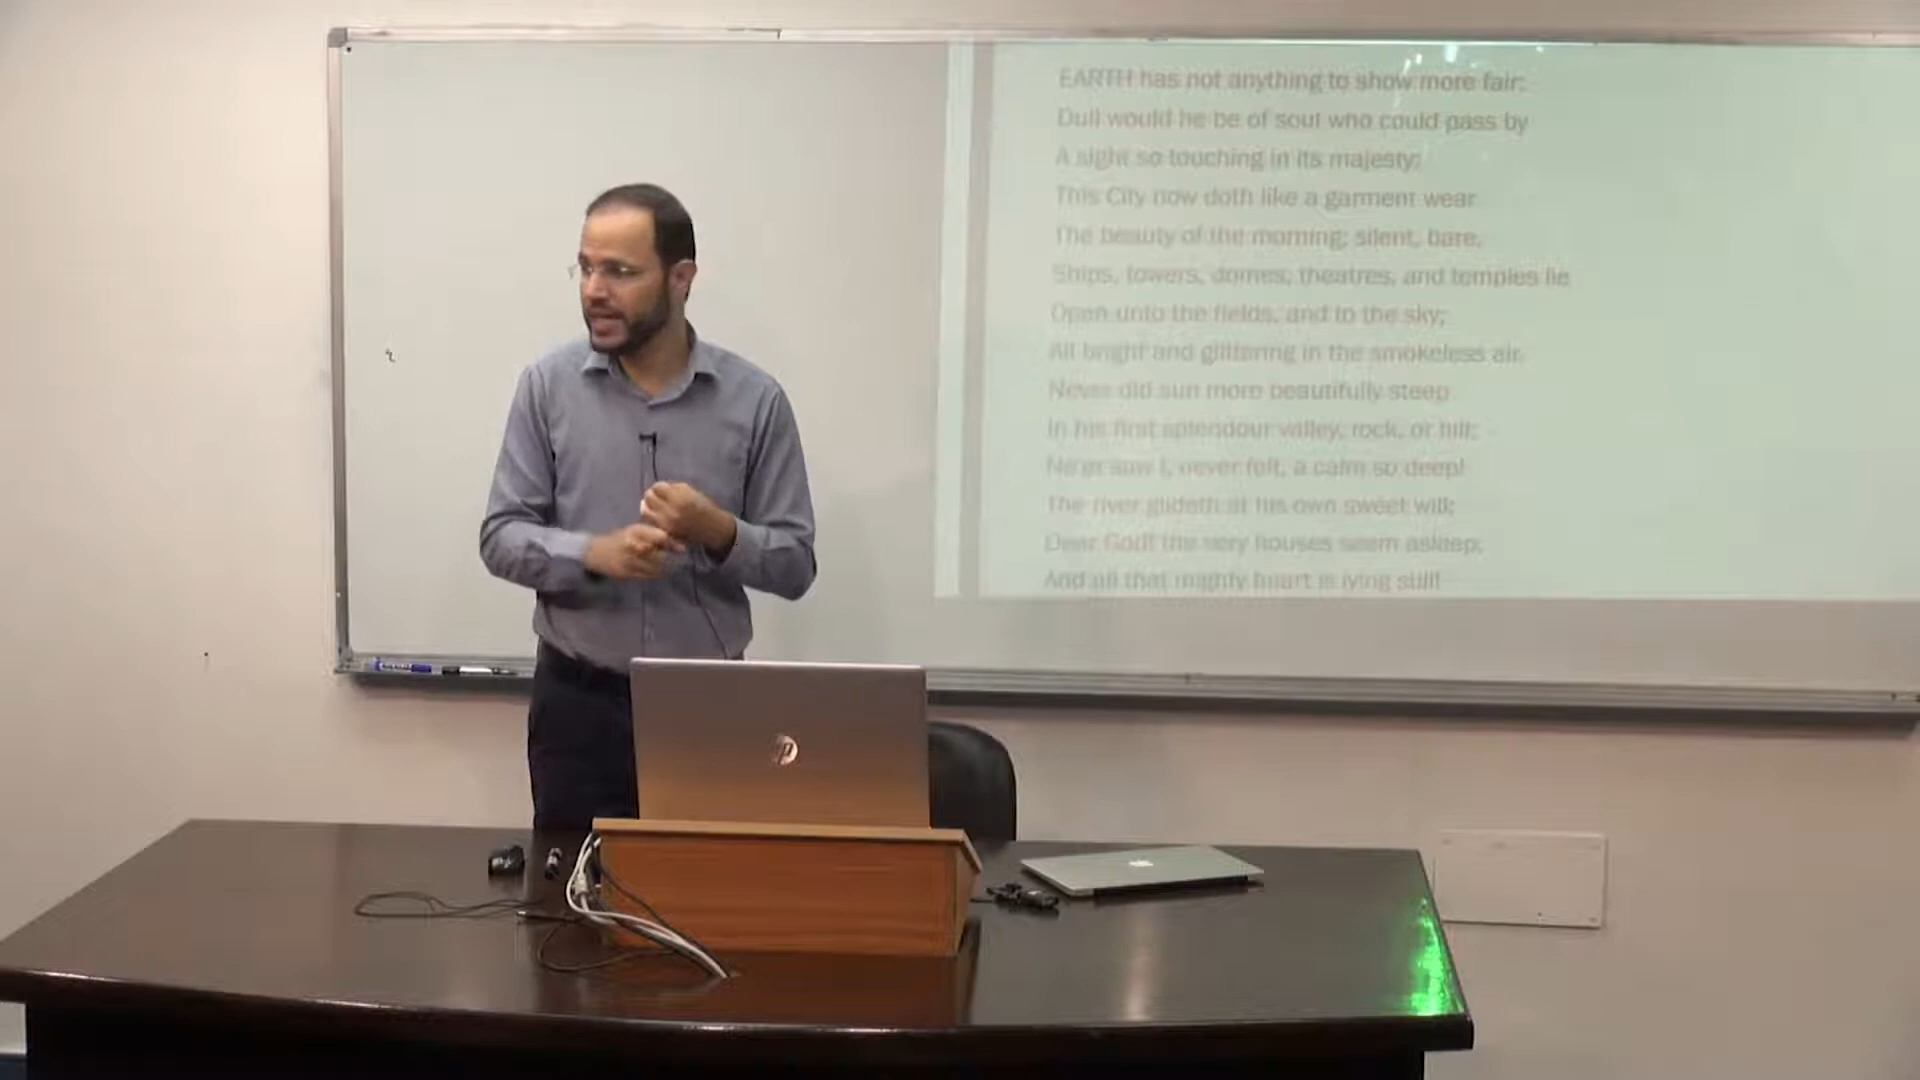 EARTH has not anything to show more fair:
Dull would he be of soul who could pass by
A sight so touching in its majesty:
This City now doth like a garment wear
The beauty of the morning; silent, bare,
Ships, towers, domes, theatres, and temples lie
Open unto the fields, and to the sky;
All bright and glittering in the smokeless air.
Never did sun more beautifully steep
In his first splendour valley, rock, or hill;
Ne'er saw I, never felt, a calm so deep!
The river glideth at his own sweet will:
Dear God! the very houses seem asleep;
And all that mighty heart is lying still!
hp